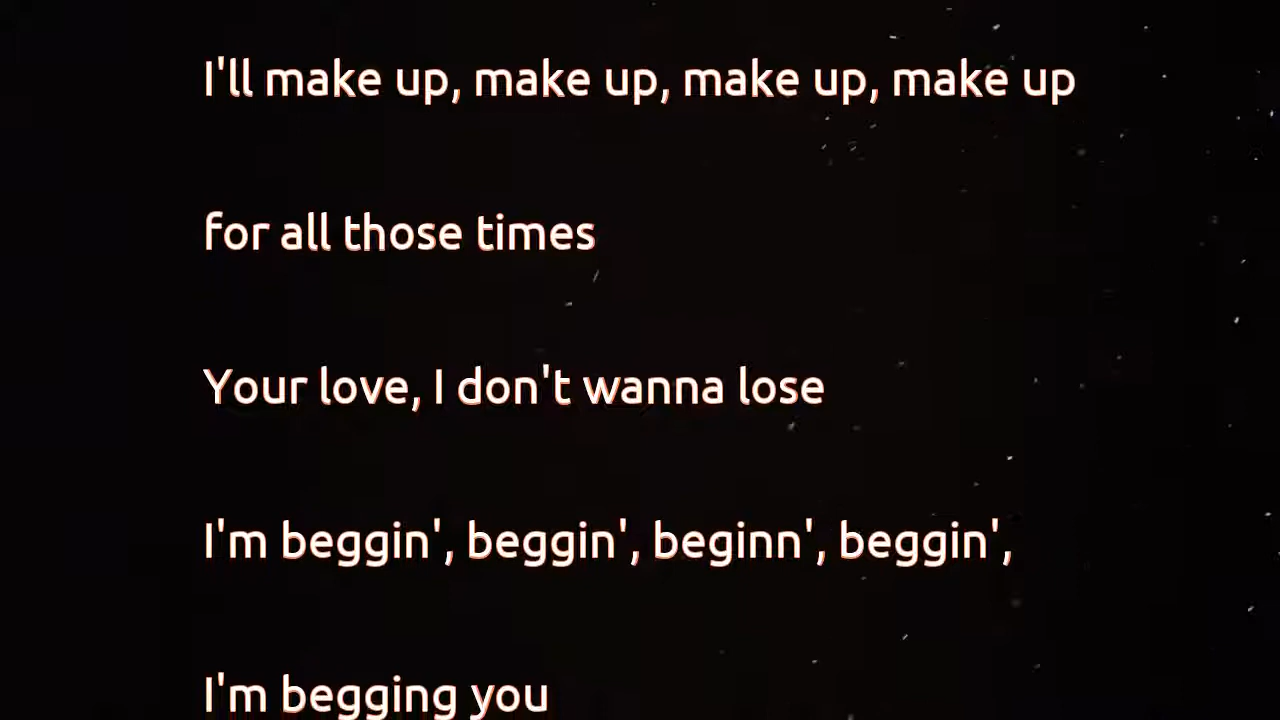 I'll make up, make up, make up, make up
for all those times
Your love, I don't wanna lose
I'm beggin', beggin', beginn', beggin',
I'm begging you